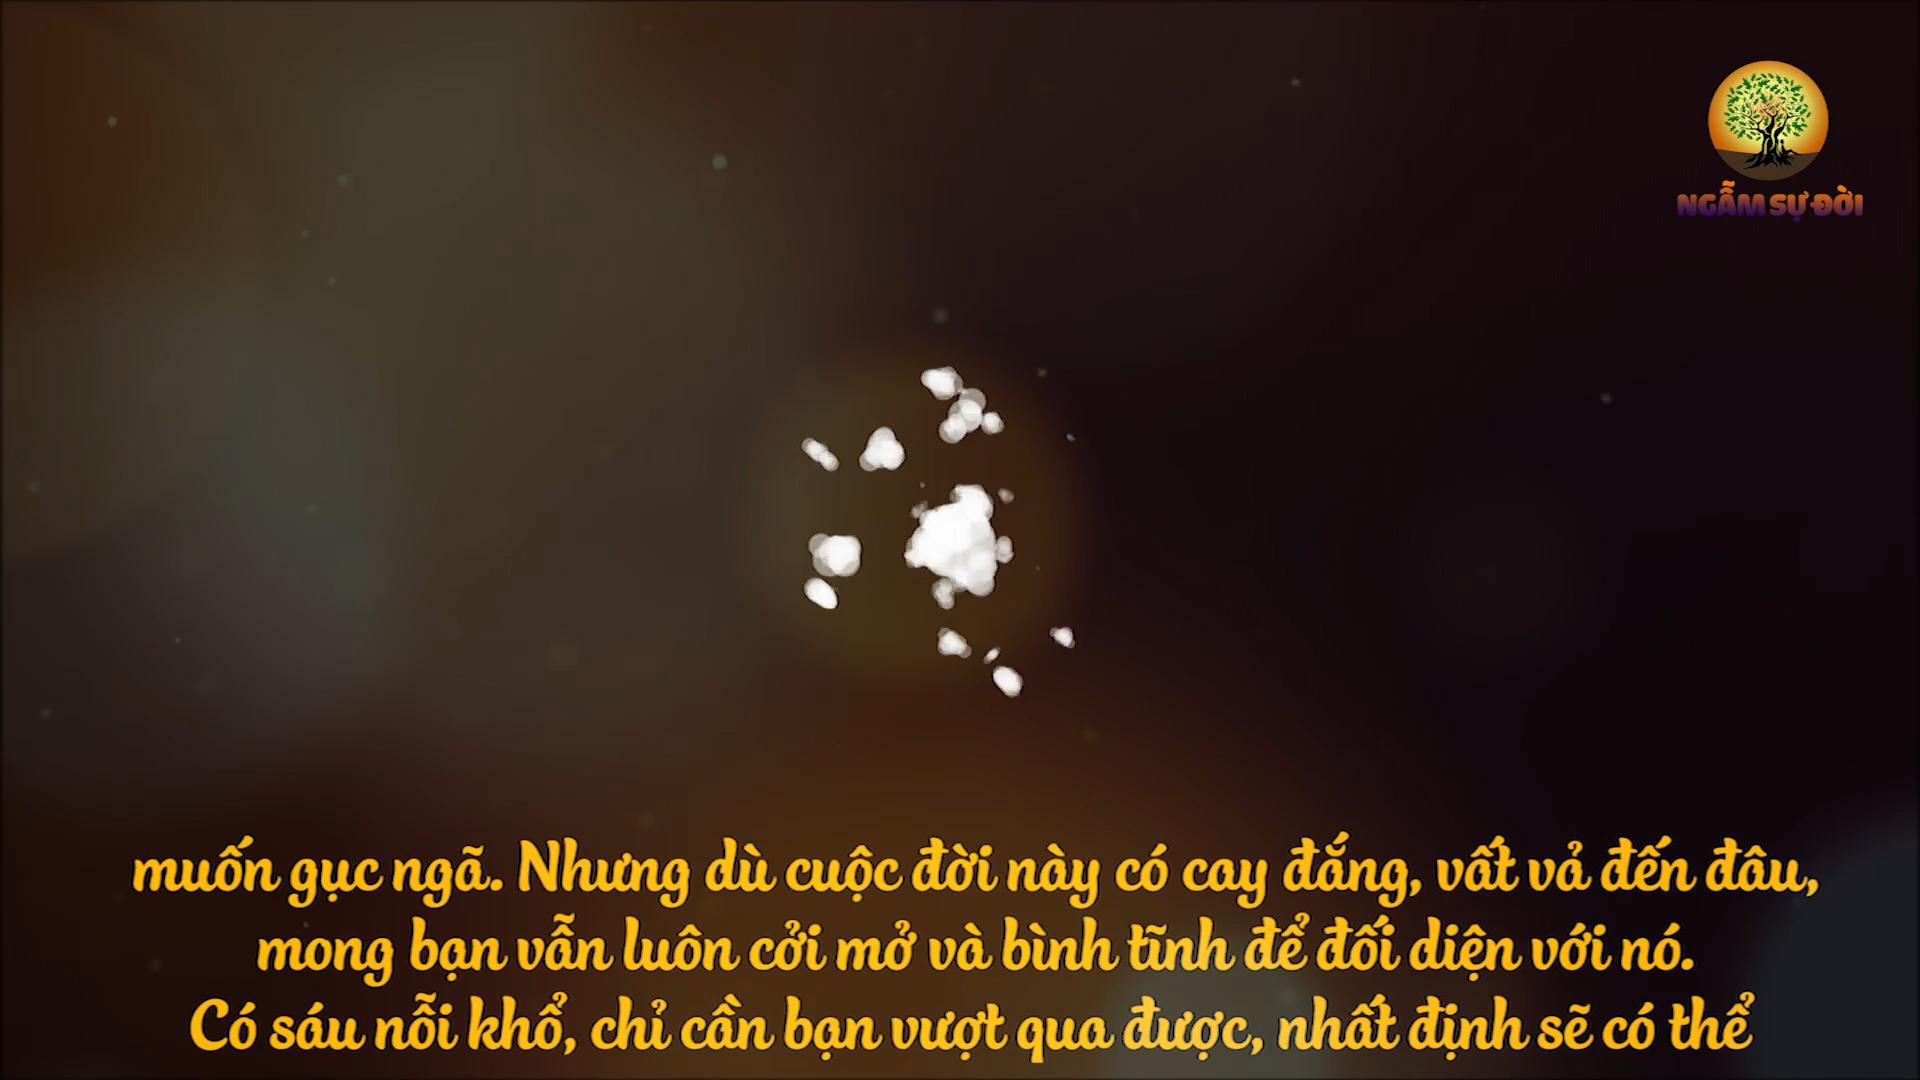 NGẪM SỰ ĐỜI
muốn gục ngã. Nhưng dù cuộc đời này có cay đắng, vất vả đến đâu,
mong bạn vẫn luôn cởi mở và bình tĩnh để đối diện với nó.
Có sáu nỗi khổ, chỉ cần bạn vượt qua được, nhất định sẽ có thể